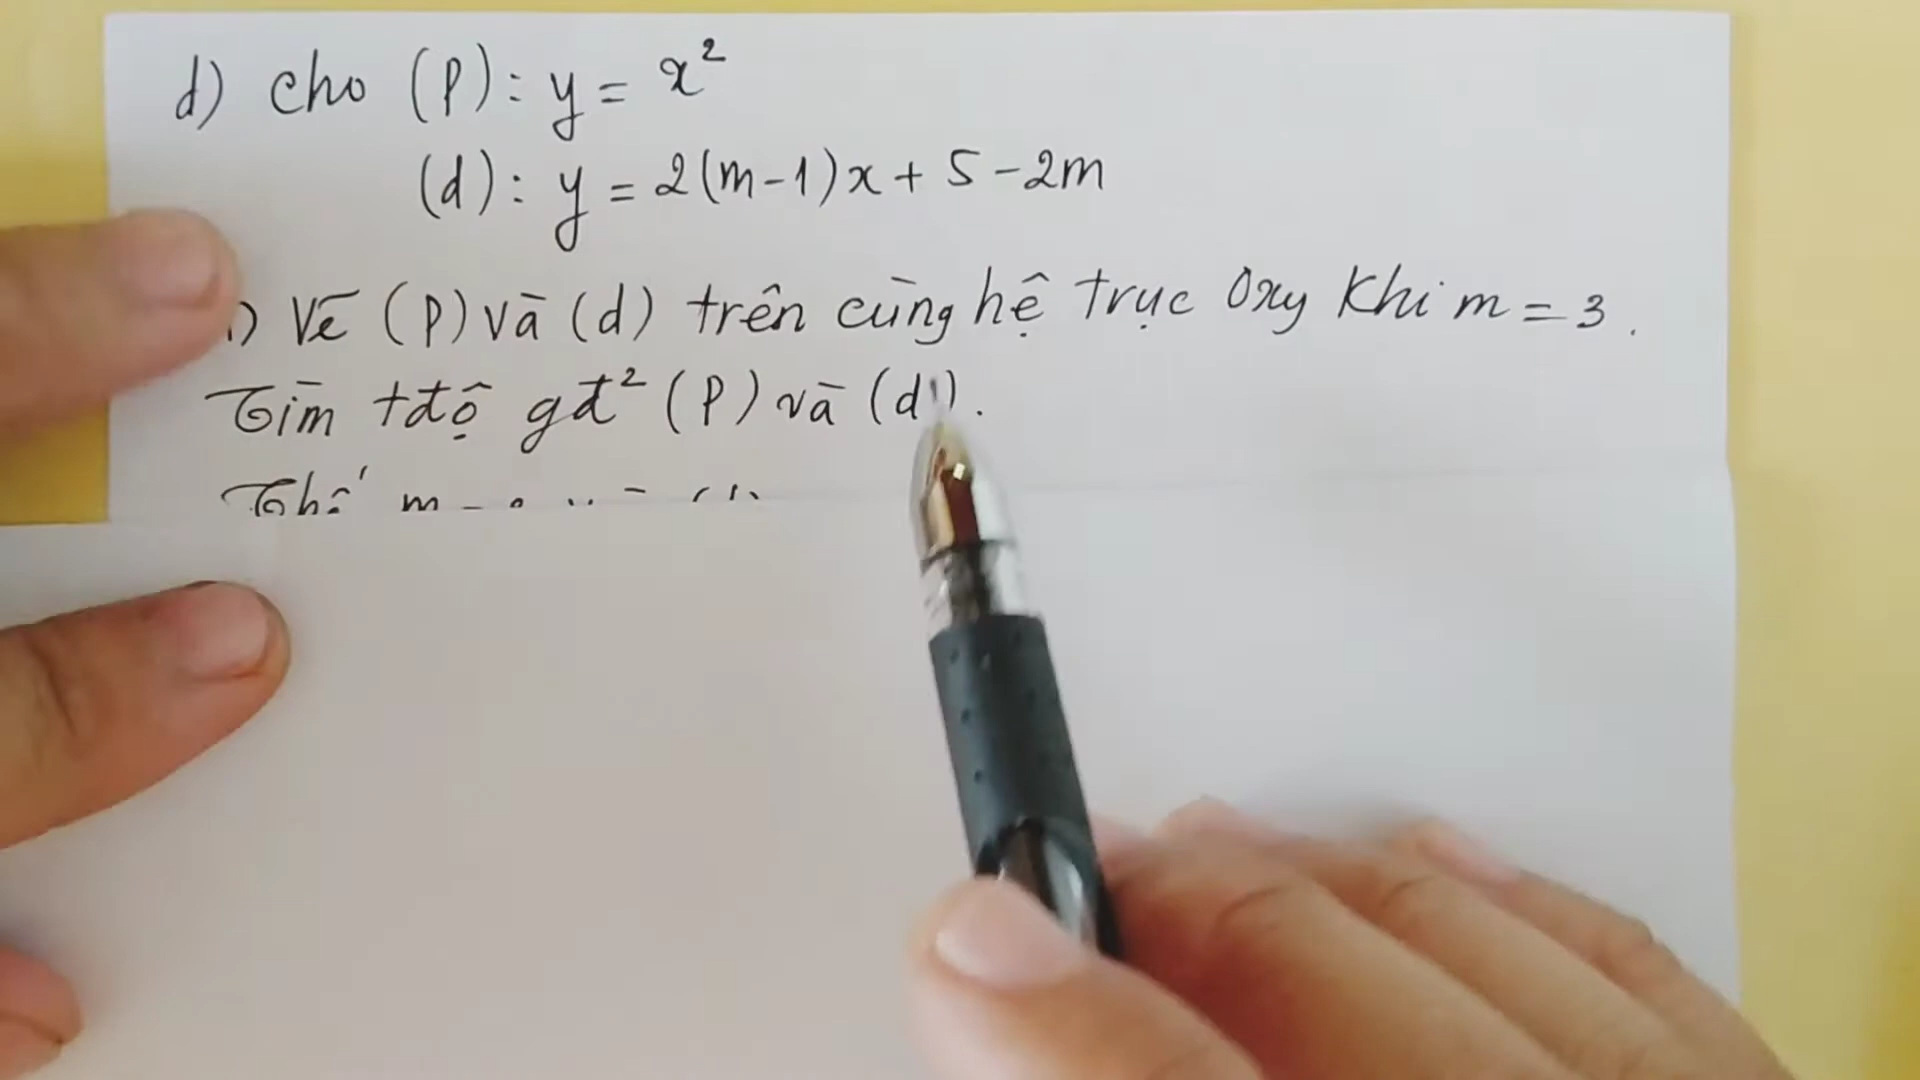 d) cho (P): y = x²
(d): y = 2(m-1)x + 5 - 2m
) Vẽ (P) và (d) trên cùng hệ trục Oxy khi m = 3.
Tìm tđộ gđ² (P) và (d).
Thế m